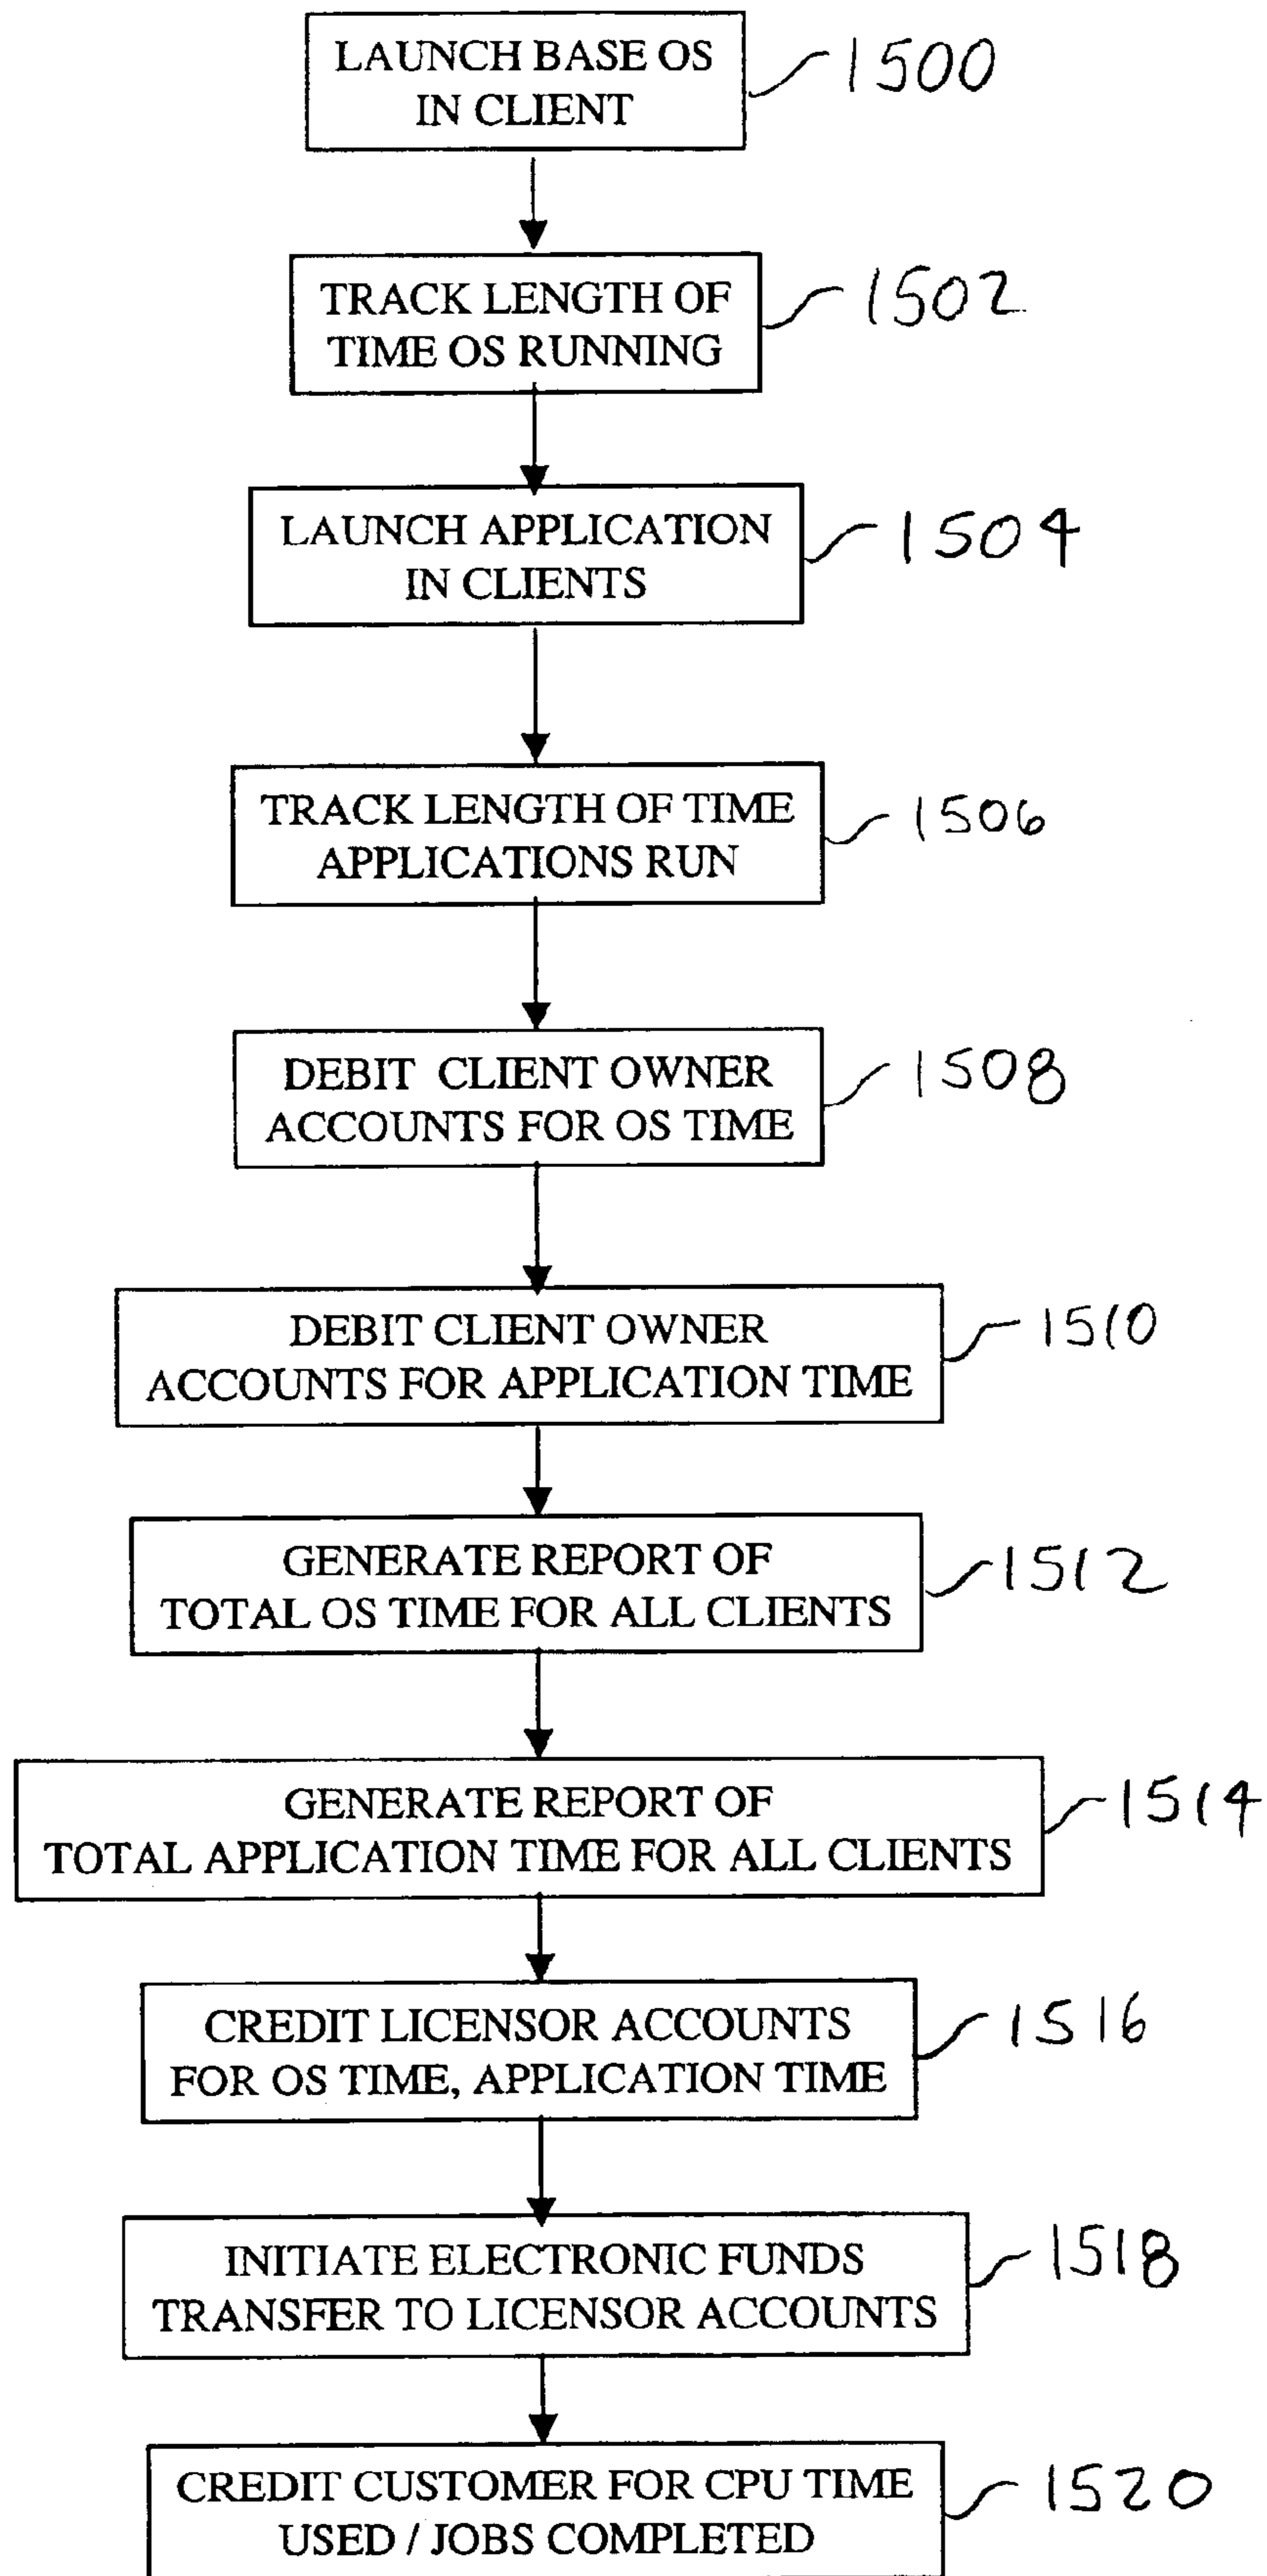 LAUNCH BASE OS
IN CLIENT
1500
TRACK LENGTH OF
TIME OS RUNNING
1502
LAUNCH APPLICATION
IN CLIENTS
1504
TRACK LENGTH OF TIME
APPLICATIONS RUN
1506
DEBIT CLIENT OWNER
ACCOUNTS FOR OS TIME
1508
DEBIT CLIENT OWNER
ACCOUNTS FOR APPLICATION TIME
1510
GENERATE REPORT OF
TOTAL OS TIME FOR ALL CLIENTS
1512
GENERATE REPORT OF
TOTAL APPLICATION TIME FOR ALL CLIENTS
1514
CREDIT LICENSOR ACCOUNTS
FOR OS TIME, APPLICATION TIME
1516
INITIATE ELECTRONIC FUNDS
TRANSFER TO LICENSOR ACCOUNTS
1518
CREDIT CUSTOMER FOR CPU TIME
USED / JOBS COMPLETED
1520